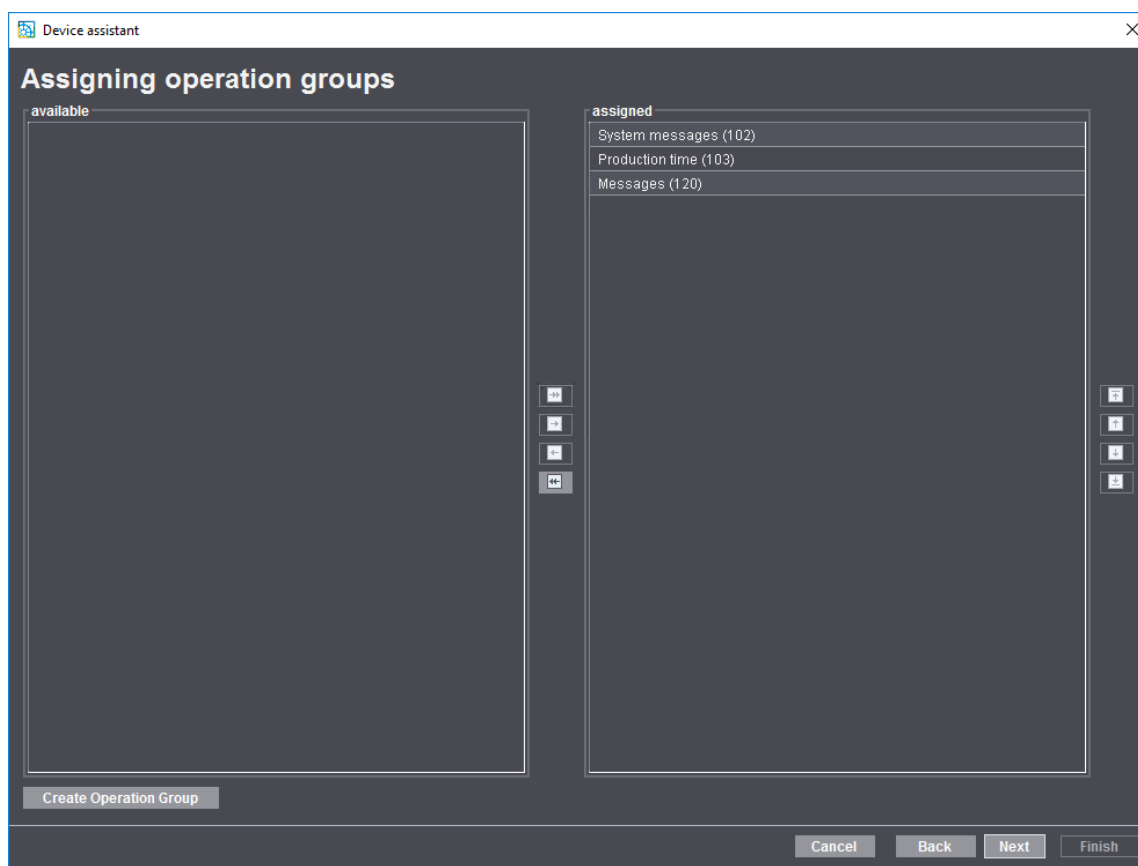 Device assistant
Assigning operation groups
available
assigned
System messages (102)
Production time (103)
Messages (120)
Create Operation Group
Cancel
Back
Next
Finish